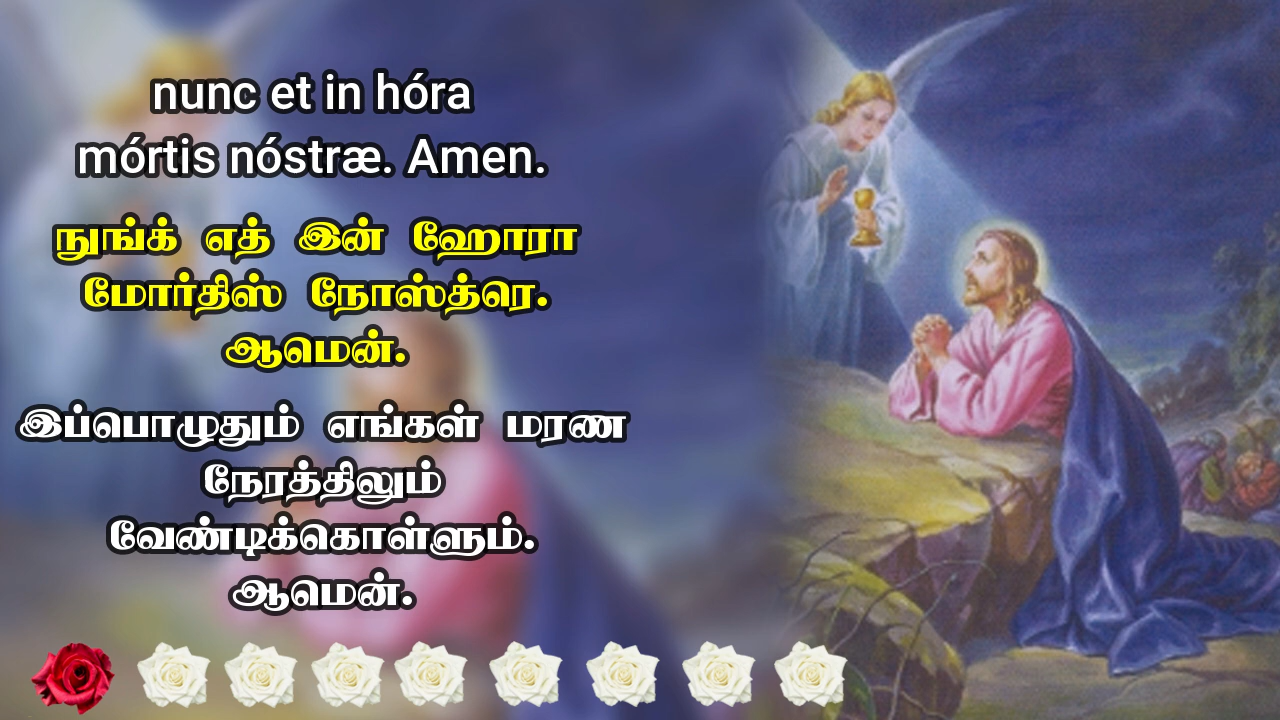 nunc et in hóra
mórtis nóstræ. Amen.
நுங்க் எத் இன் ஹோரா
மோர்திஸ் நோஸ்த்ரெ.
ஆமென்.
இப்பொழுதும் எங்கள் மரண
நேரத்திலும்
வேண்டிக்கொள்ளும்.
ஆமென்.